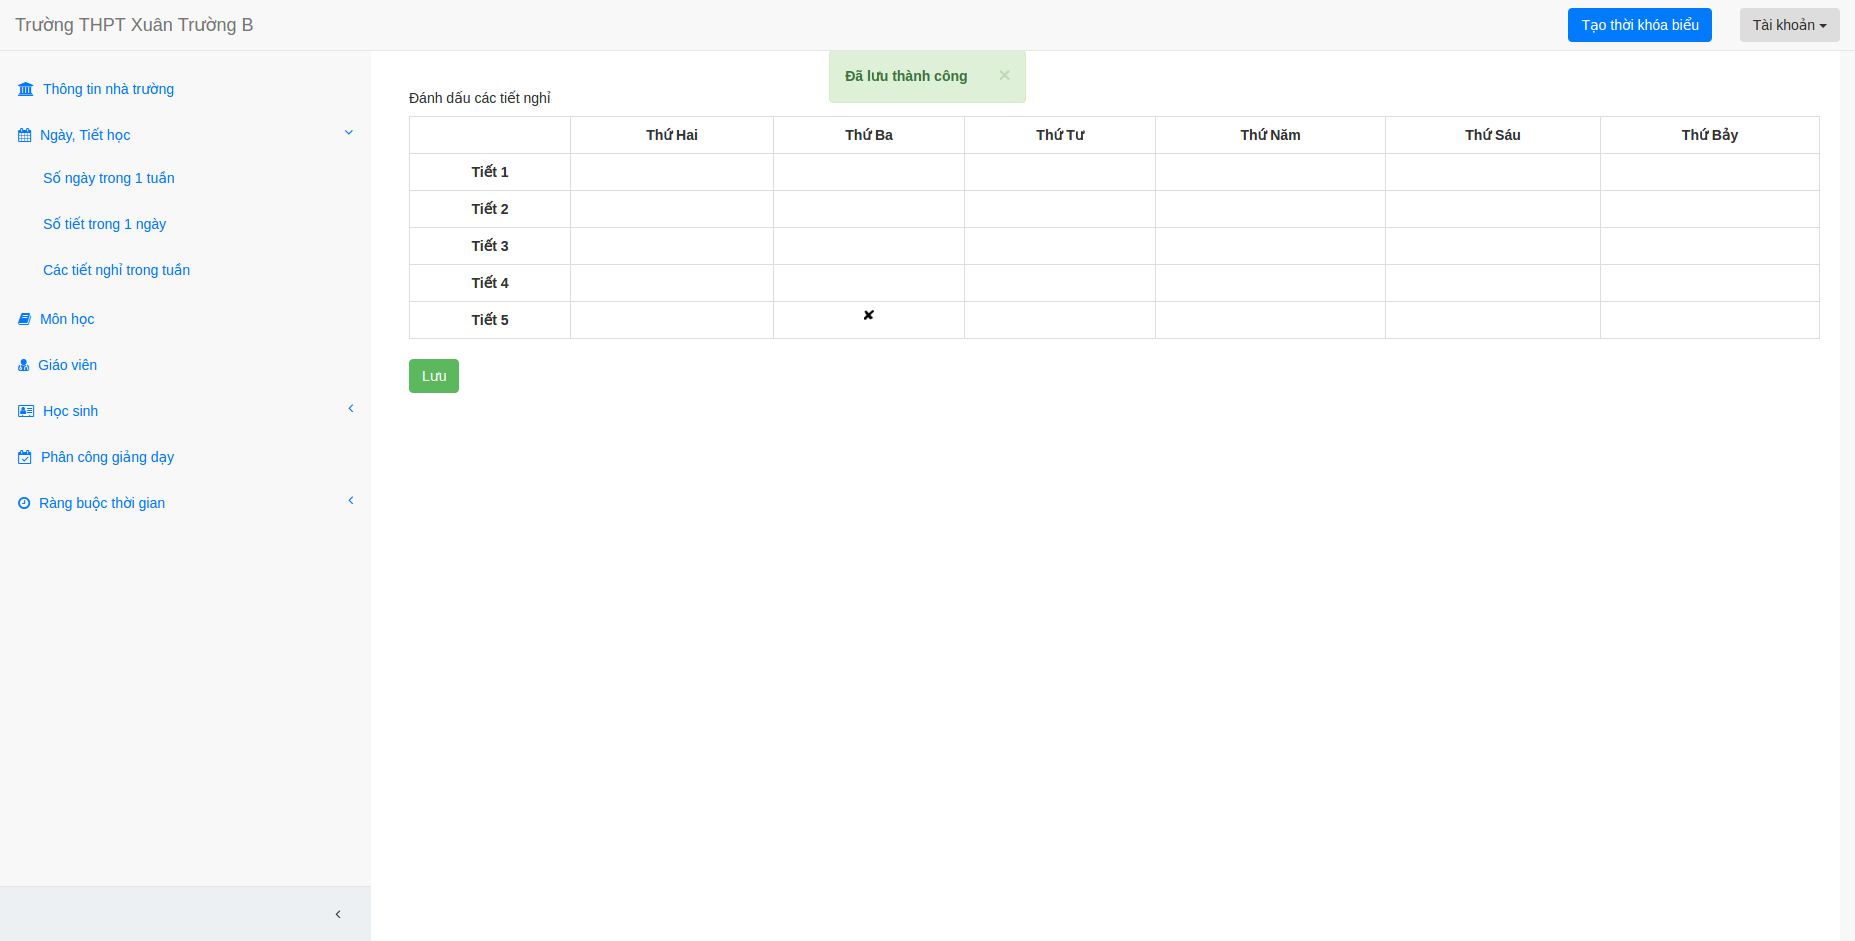 Trường THPT Xuân Trường B
Tạo thời khóa biểu
Tài khoản
Thông tin nhà trường
Ngày, Tiết học
Số ngày trong 1 tuần
Số tiết trong 1 ngày
Các tiết nghỉ trong tuần
Môn học
Giáo viên
Học sinh
Phân công giảng dạy
Ràng buộc thời gian
Đã lưu thành công ×
Đánh dấu các tiết nghỉ
Thứ Hai Thứ Ba Thứ Tư Thứ Năm Thứ Sáu Thứ Bảy
Tiết 1
Tiết 2
Tiết 3
Tiết 4
Tiết 5 ✘
Lưu